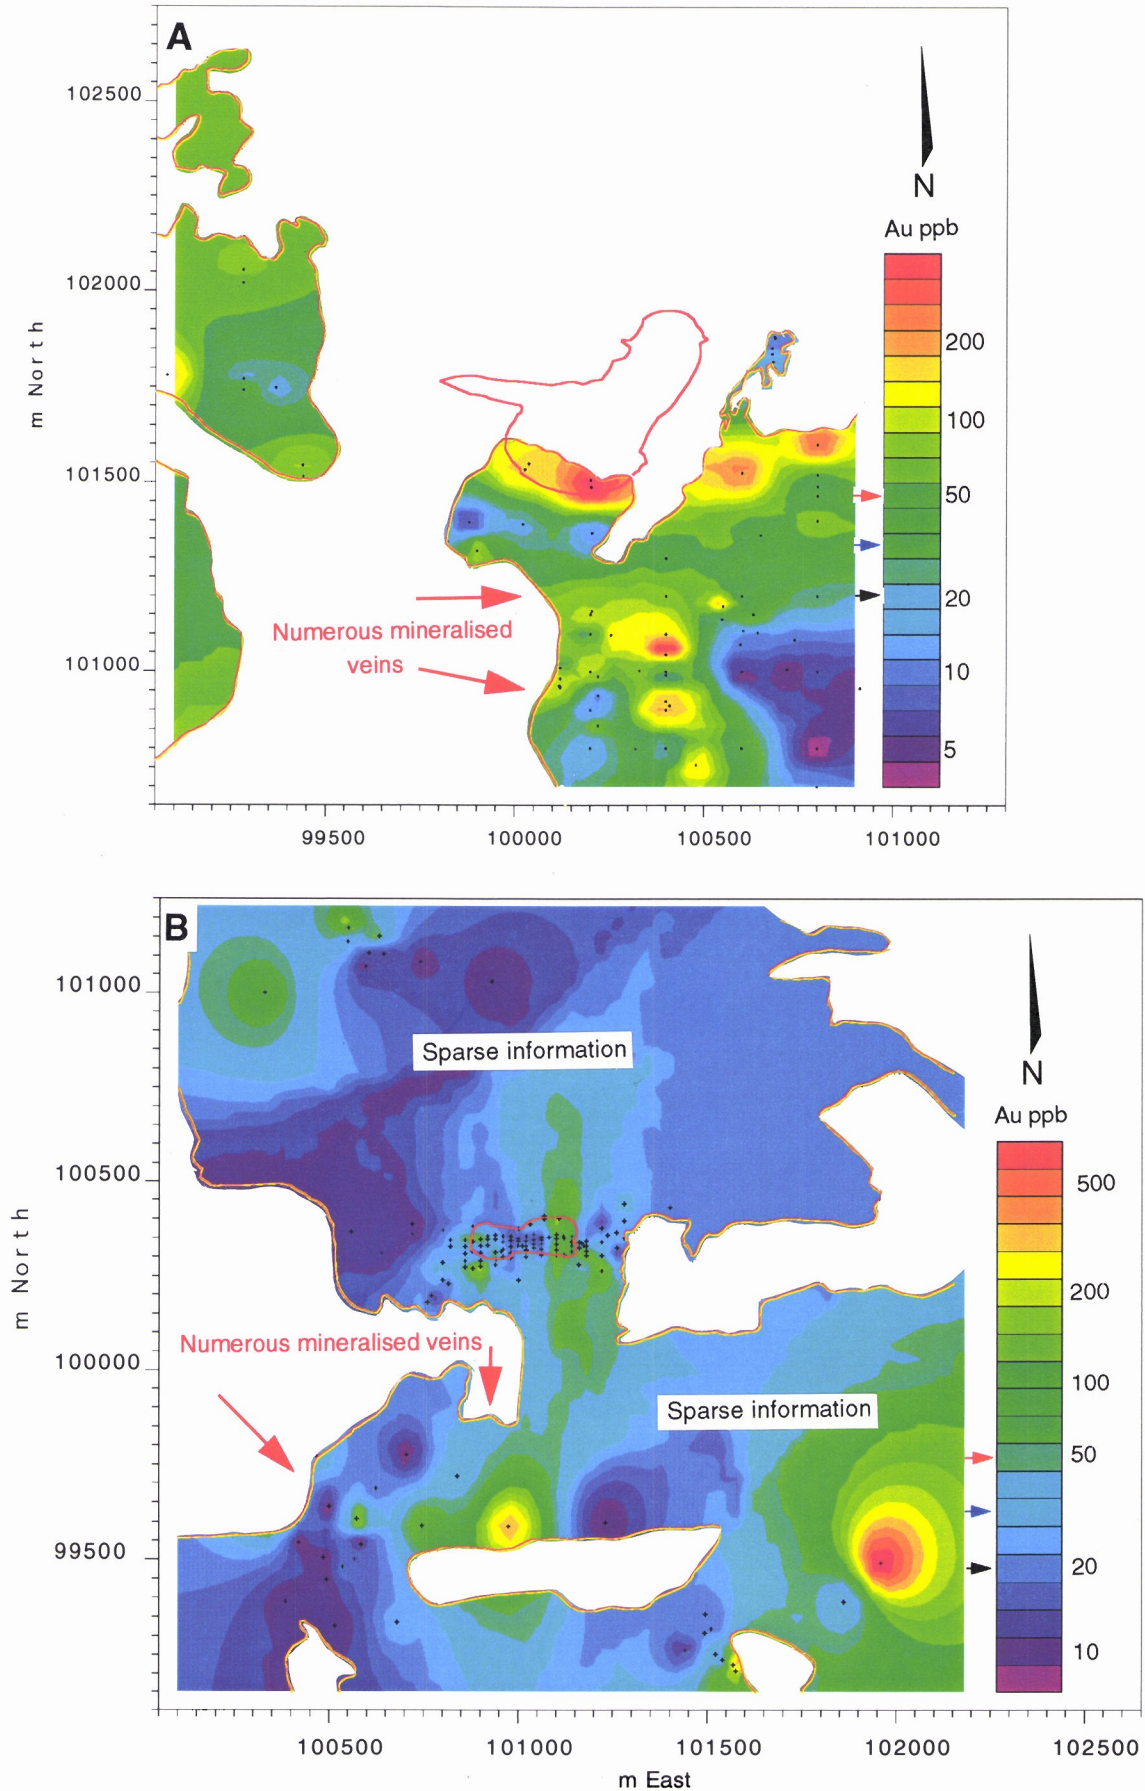 A
102500
102000
101500
101000
m North
N
Au ppb
200
100
50
20
10
5
Numerous mineralised
veins
99500
100000
100500
101000
B
101000
100500
100000
99500
m North
Sparse information
Numerous mineralised veins
Sparse information
N
Au ppb
500
200
100
50
20
10
100500
101000
101500
102000
102500
m East